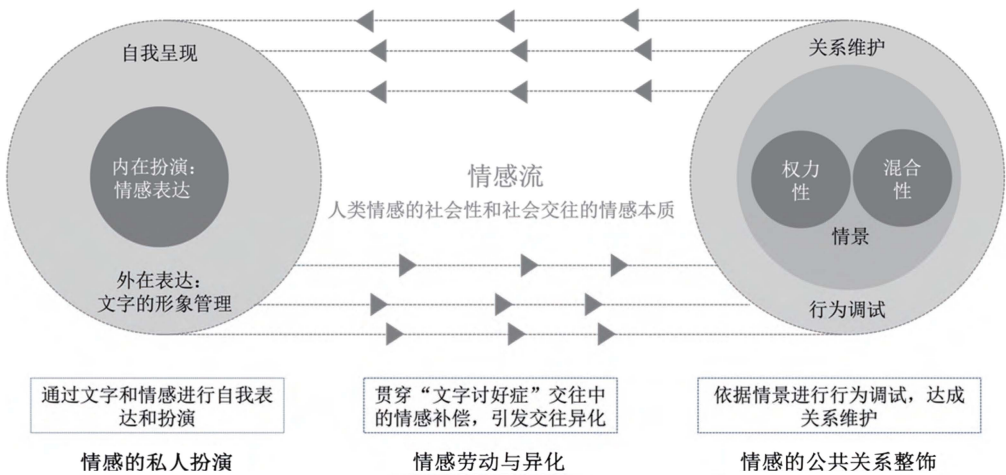 自我呈现
内在扮演：
情感表达
外在表达：
文字的形象管理
情感流
人类情感的社会性和社会交往的情感本质
关系维护
权力
性
混合
性
情景
行为调试
通过文字和情感进行自我表
达和扮演
情感的私人扮演
贯穿“文字讨好症”交往中
的情感补偿，引发交往异化
情感劳动与异化
依据情景进行行为调试，达成
关系维护
情感的公共关系整饰